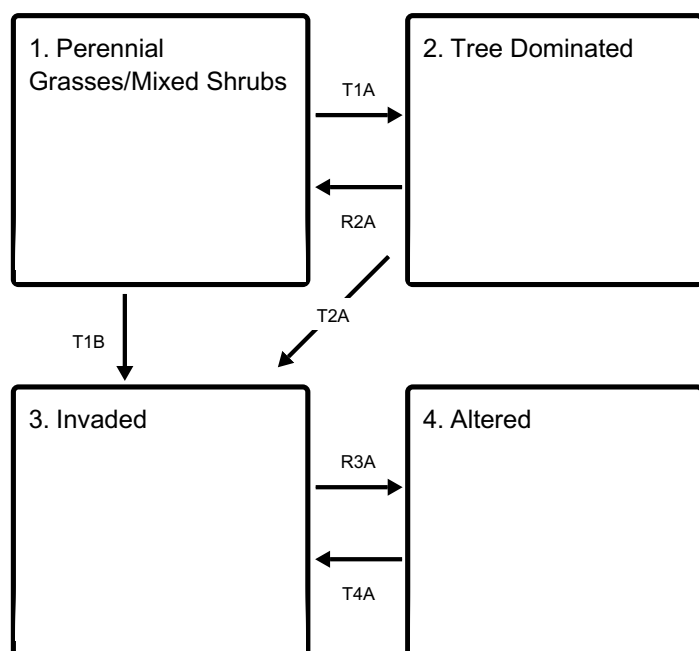 1. Perennial
Grasses/Mixed Shrubs
2. Tree Dominated
T1A
R2A
T2A
T1B
3. Invaded
4. Altered
R3A
T4A